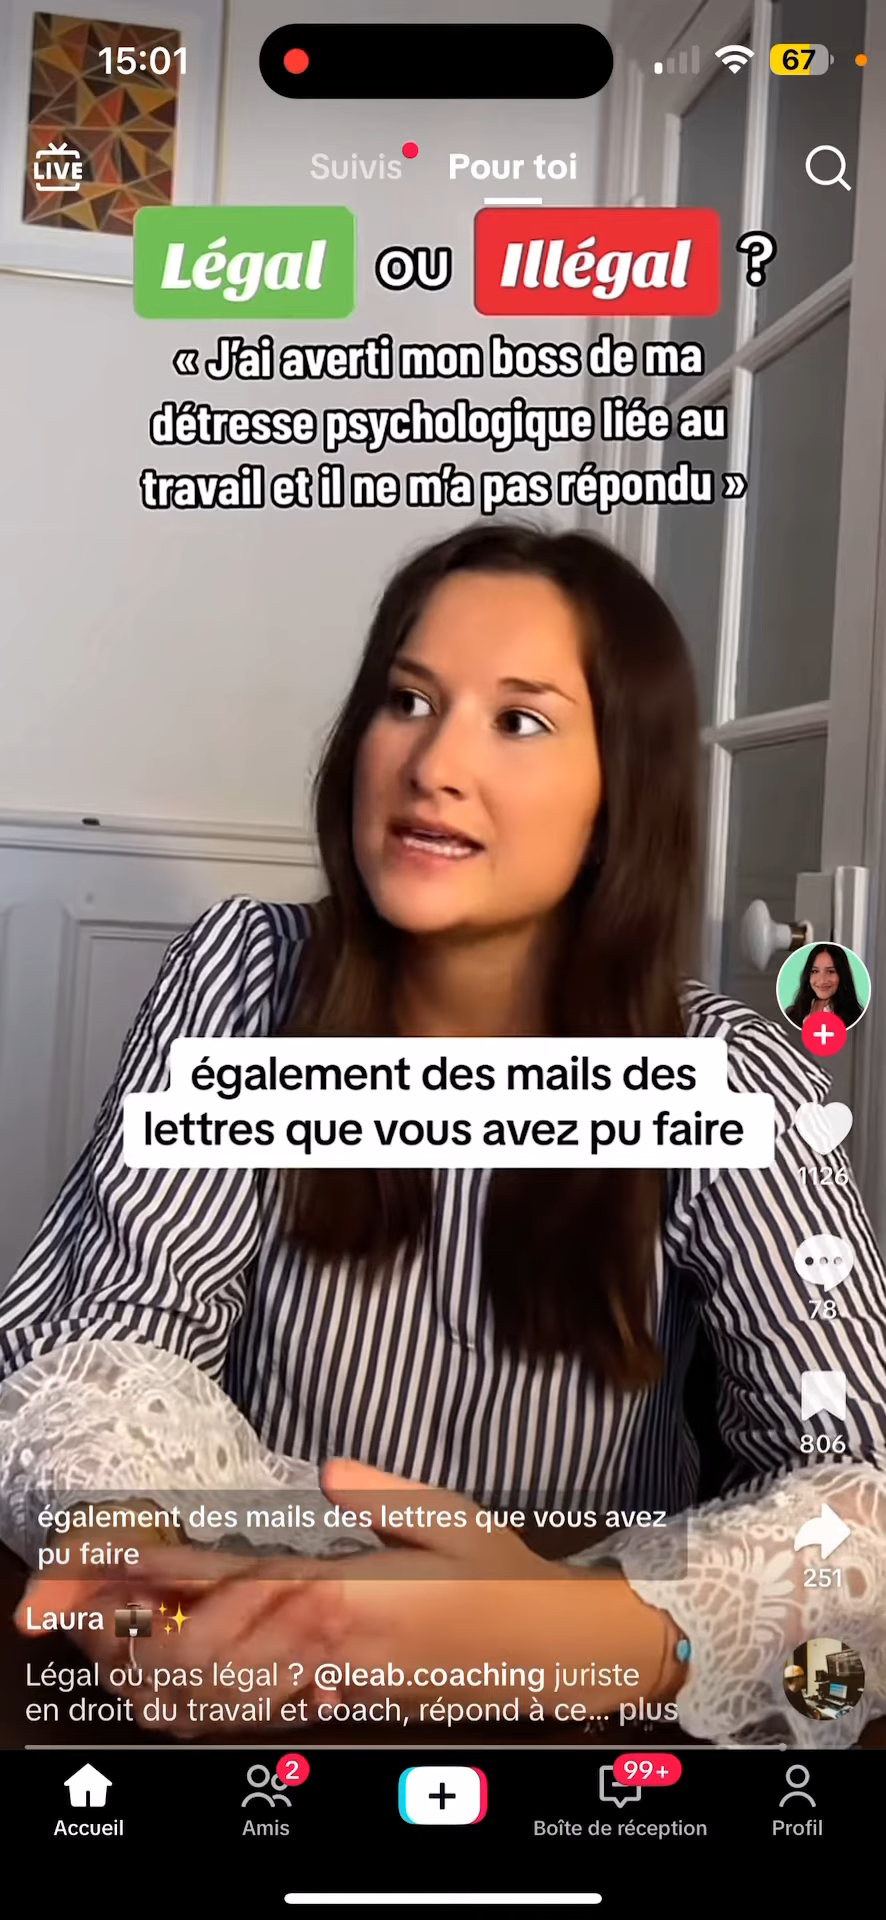 15:01
67
LIVE
Suivis
Pour toi
Légal OU Illégal ?
« J'ai averti mon boss de ma
détresse psychologique liée au
travail et il ne m'a pas répondu »
également des mails des
lettres que vous avez pu faire
1126
78
806
251
également des mails des lettres que vous avez
pu faire
Laura
Légal ou pas légal ? @leab.coaching juriste
en droit du travail et coach, répond à ce... plus
2
99+
Accueil
Amis
Boîte de réception
Profil